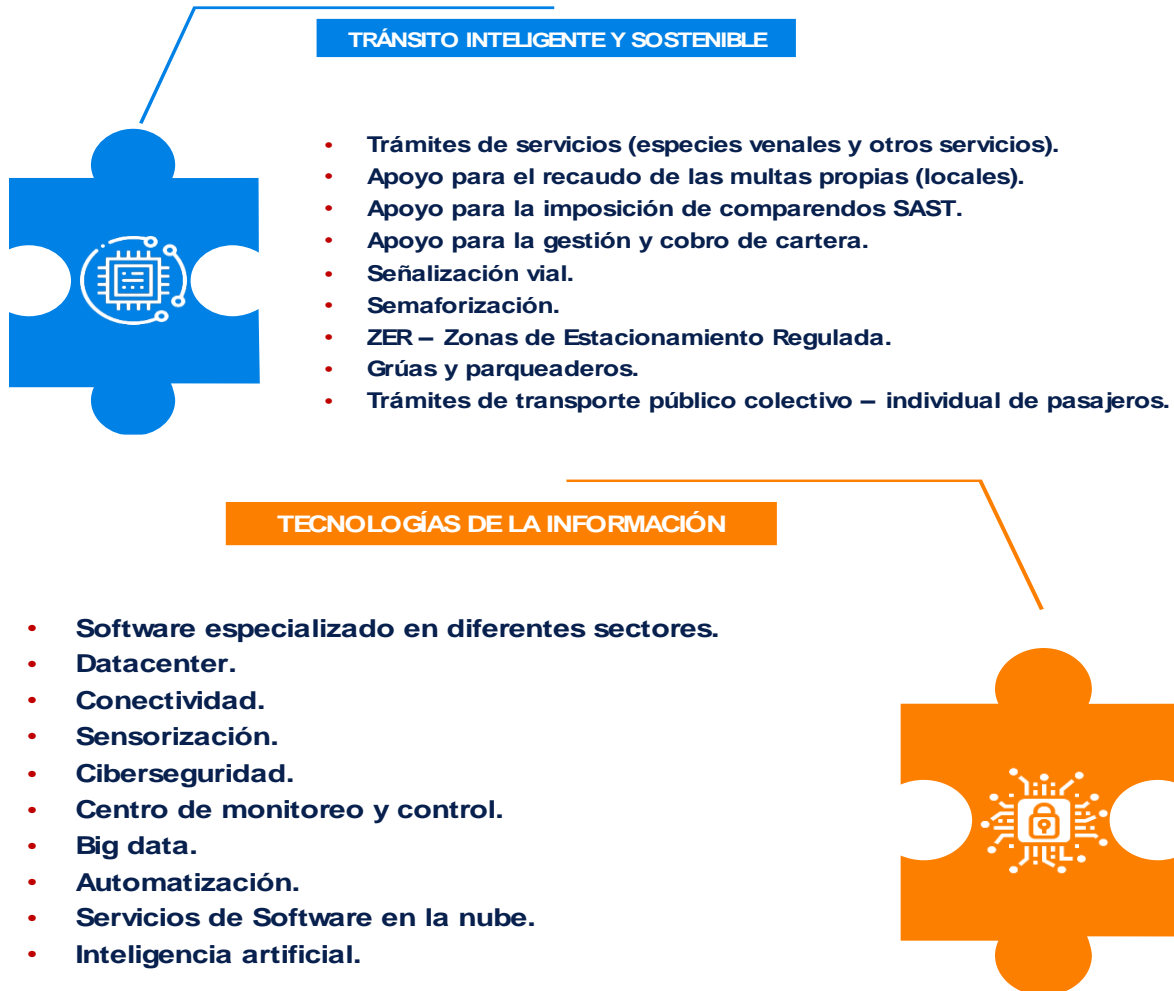 TRÁNSITO INTELIGENTE Y SOSTENIBLE
• Trámites de servicios (especies venales y otros servicios).
• Apoyo para el recaudo de las multas propias (locales).
• Apoyo para la imposición de comparendos SAST.
• Apoyo para la gestión y cobro de cartera.
• Señalización vial.
• Semaforización.
• ZER – Zonas de Estacionamiento Regulada.
• Grúas y parqueaderos.
• Trámites de transporte público colectivo – individual de pasajeros.
TECNOLOGÍAS DE LA INFORMACIÓN
• Software especializado en diferentes sectores.
• Datacenter.
• Conectividad.
• Sensorización.
• Ciberseguridad.
• Centro de monitoreo y control.
• Big data.
• Automatización.
• Servicios de Software en la nube.
• Inteligencia artificial.